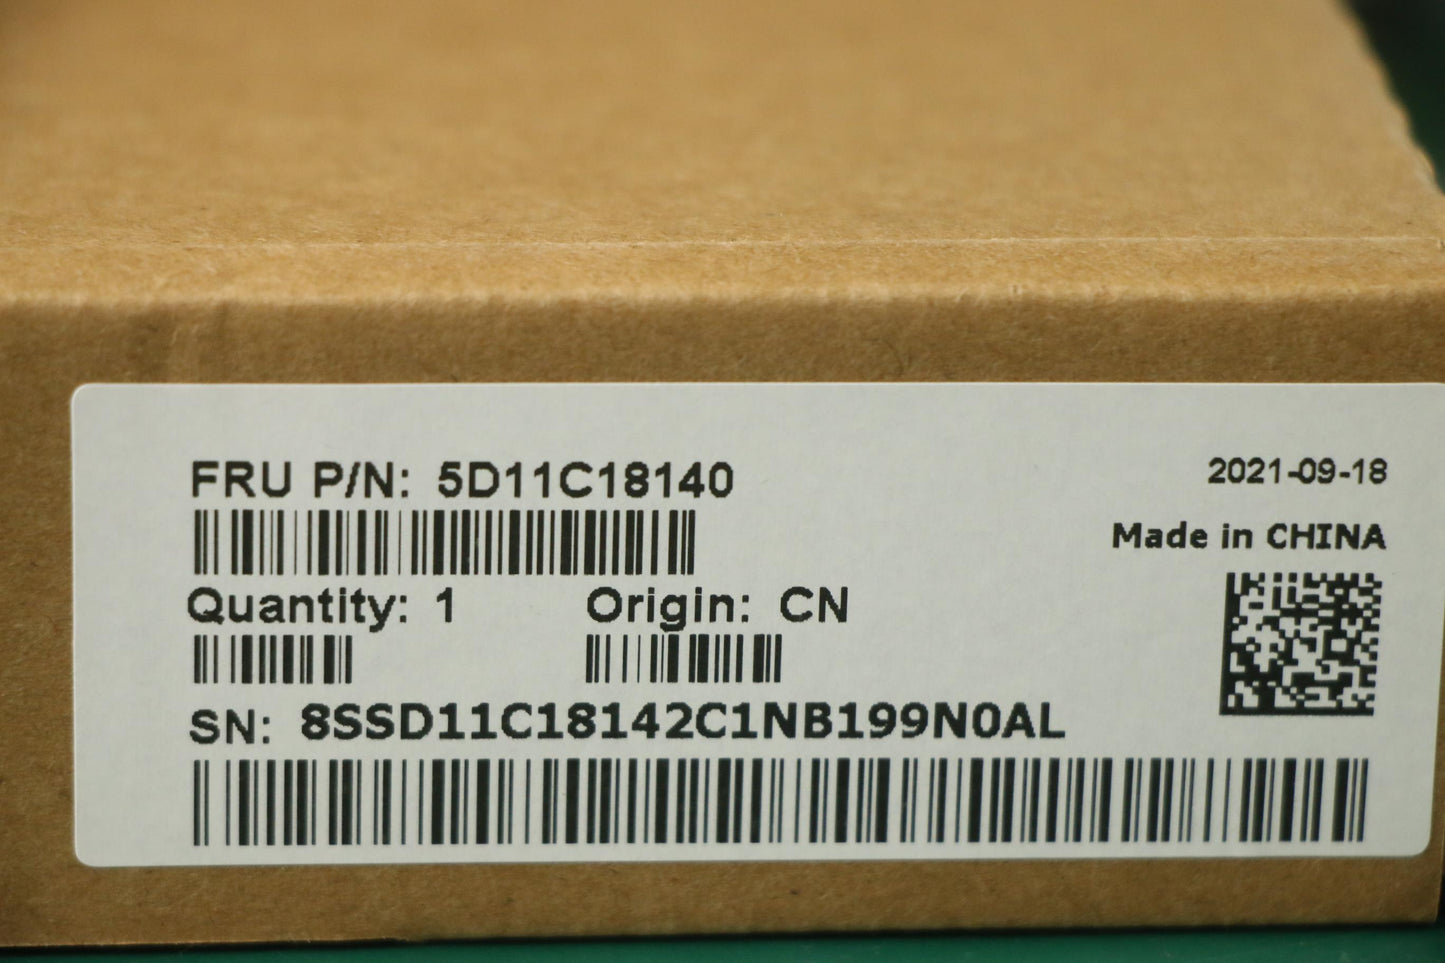 FRU P/N: 5D11C18140
2021-09-18
Made in CHINA
Quantity: 1
Origin: CN
SN: 8SSD11C18142C1NB199N0AL